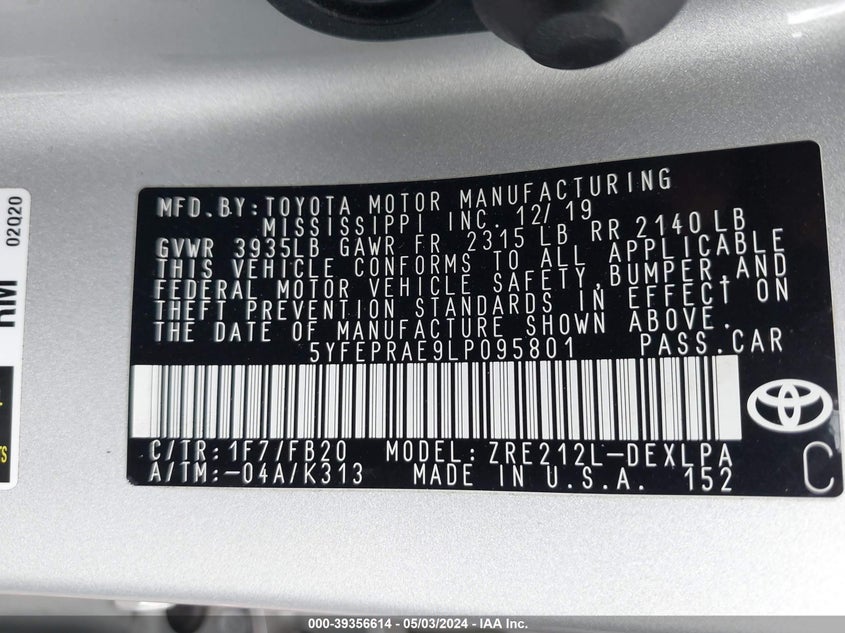 MFD. BY: TOYOTA MOTOR MANUFACTURING
MISSISSIPPI INC. 12/19
GVWR 3935LB GAWR FR 2315 LB RR 2140 LB
THIS VEHICLE CONFORMS TO ALL APPLICABLE
FEDERAL MOTOR VEHICLE SAFETY, BUMPER, AND
THEFT PREVENTION STANDARDS IN EFFECT ON
THE DATE OF MANUFACTURE SHOWN ABOVE.
5YFEPRAE9LP095801 PASS. CAR
C/TR: 1F7/FB20 MODEL: ZRE212L-DEXLPA
A/TM: -04A/K313 MADE IN U.S.A. 152
C
02020
RM
000-39356614 - 05/03/2024 - IAA Inc.